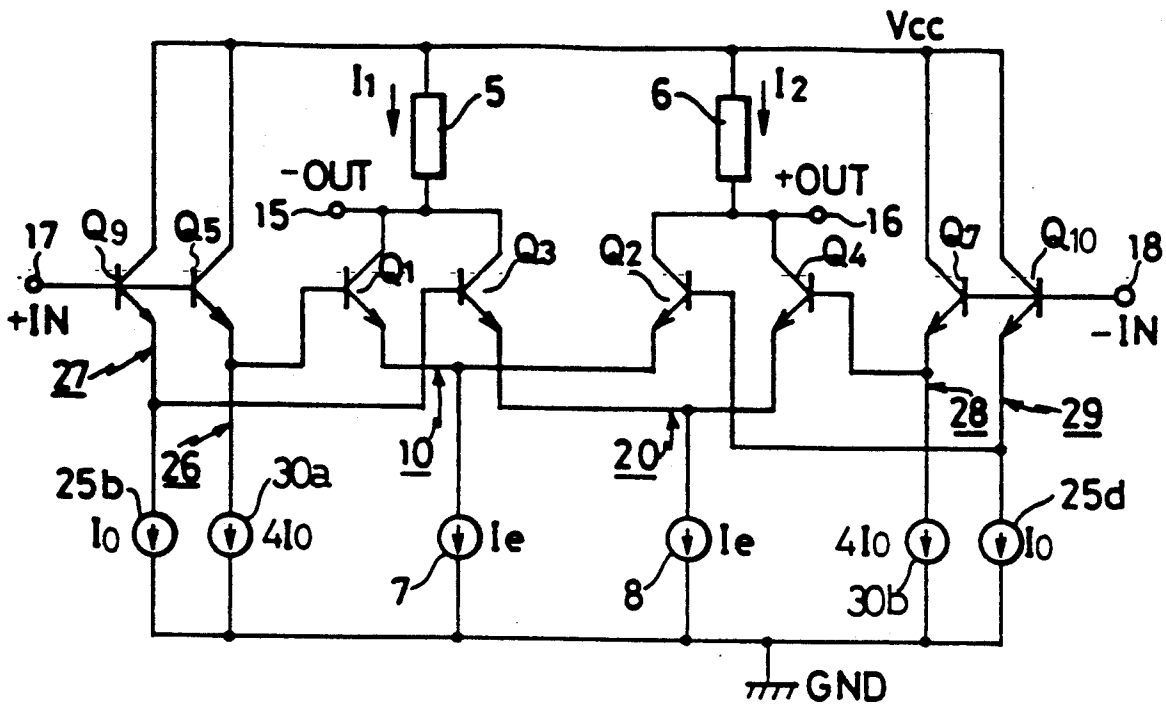 Vcc
I1
5
6
I2
-OUT
+OUT
15
16
17
Q9
Q5
Q1
Q3
Q2
Q4
Q7
Q10
18
+IN
-IN
27
26
10
20
28
29
25b
30a
25d
I0
4I0
Ie
Ie
4I0
I0
7
8
30b
GND